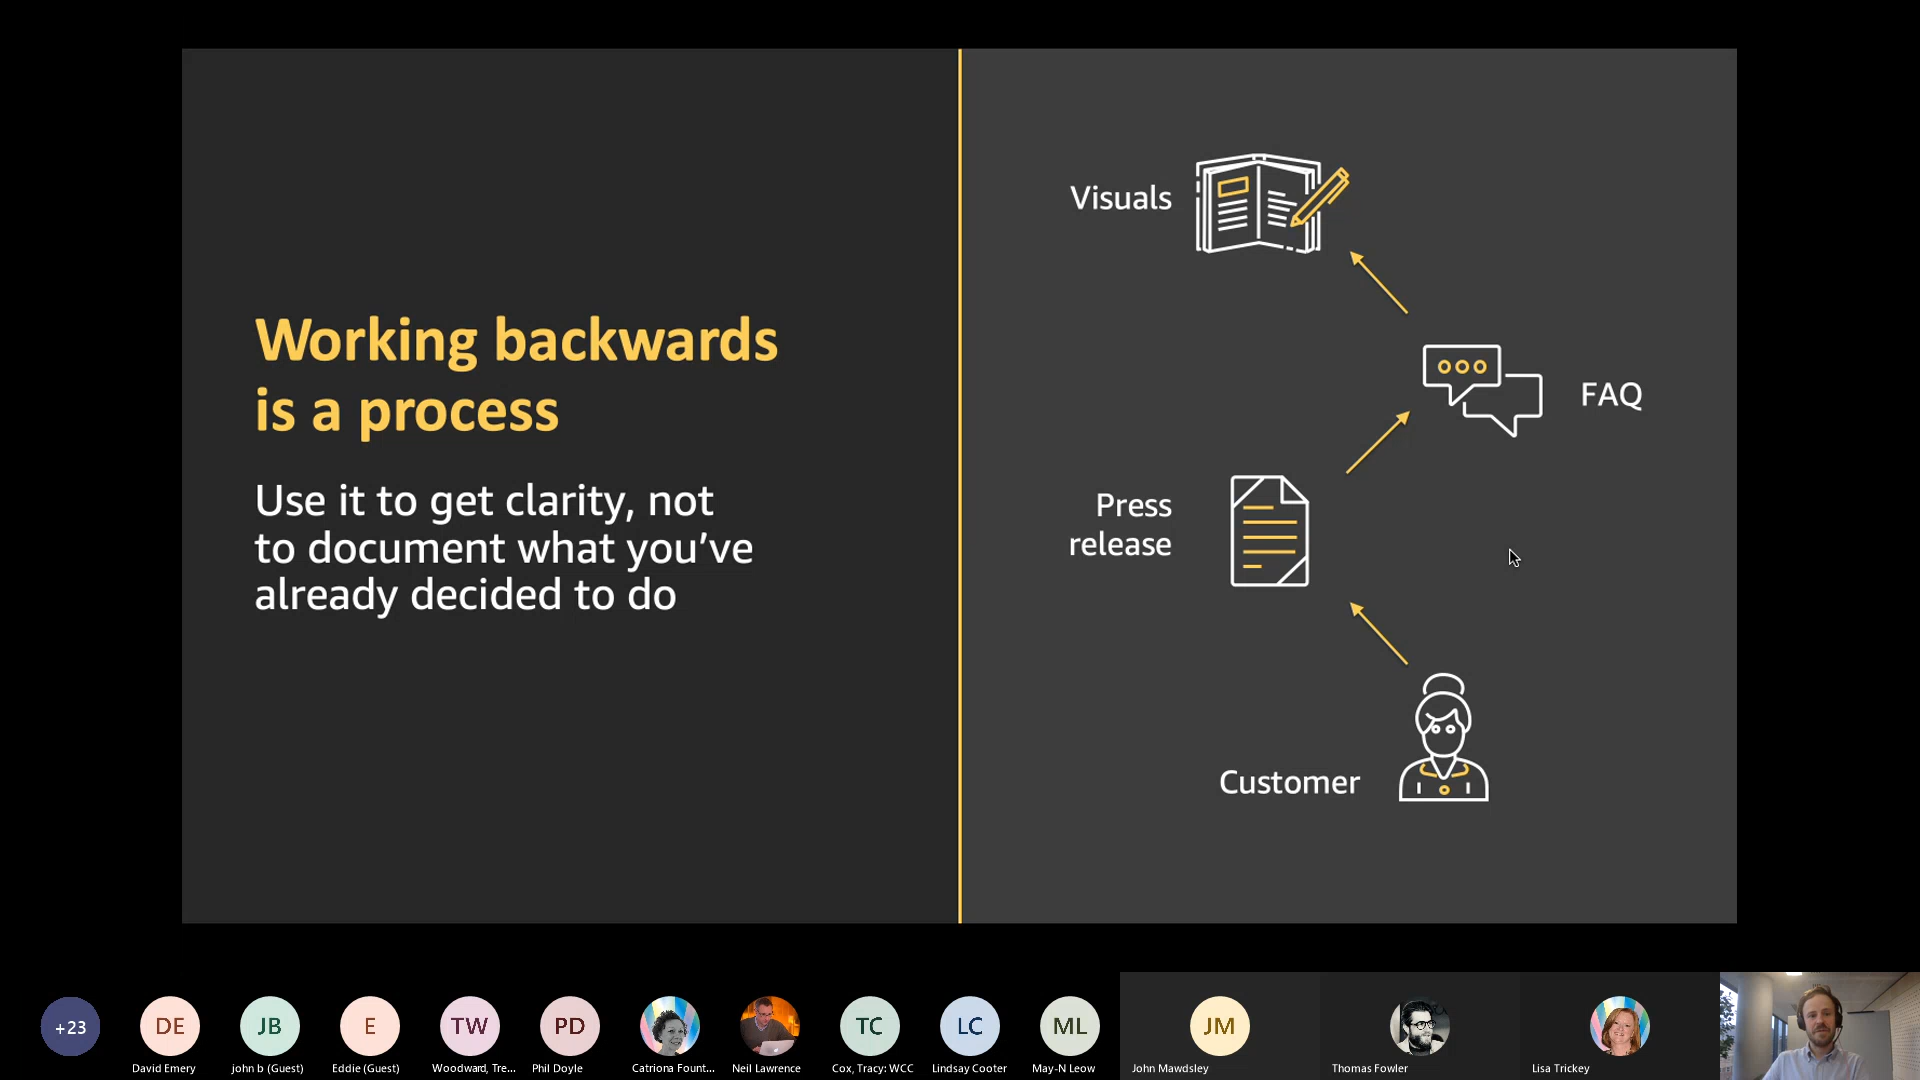 Working backwards
is a process
Use it to get clarity, not
to document what you've
already decided to do
Visuals
FAQ
Press
release
Customer
+23
DE
David Emery
JB
john b (Guest)
E
Eddie (Guest)
TW
Woodward, Tre...
PD
Phil Doyle
Catriona Fount...
Neil Lawrence
TC
Cox, Tracy: WCC
LC
Lindsay Cooter
ML
May-N Leow
JM
John Mawdsley
Thomas Fowler
Lisa Trickey